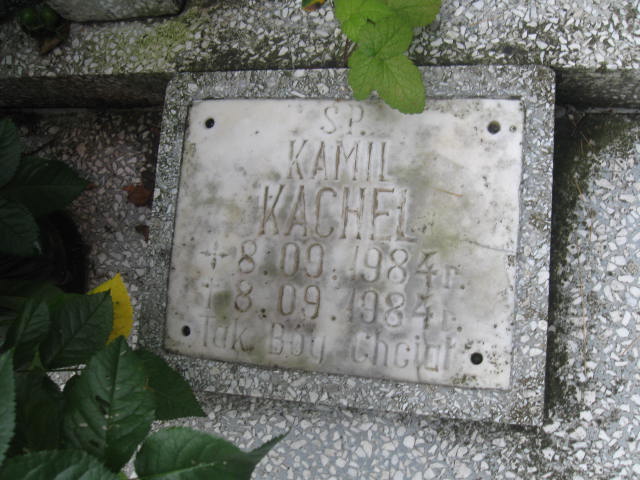 S.P.
KAMIL
KACHEL
+ 8.09.1984r.
† 8.09.1984r.
Tak Bóg Chciał